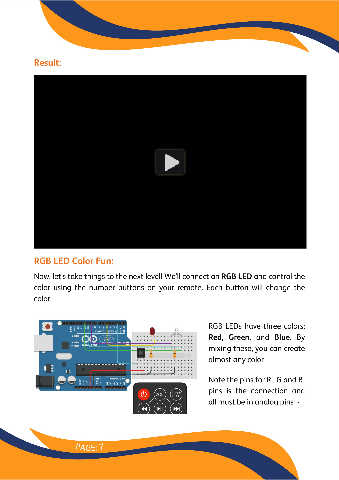 Result:
RGB LED Color Fun:
Now, let's take things to the next level! We'll connect an RGB LED and control the
color using the number buttons on your remote. Each button will change the
color.
RGB LEDs have three colors:
Red, Green, and Blue. By
mixing these, you can create
almost any color.
Note the pins for R, G and B
pins is the connection and
all must be in analog pins
PAGE:7